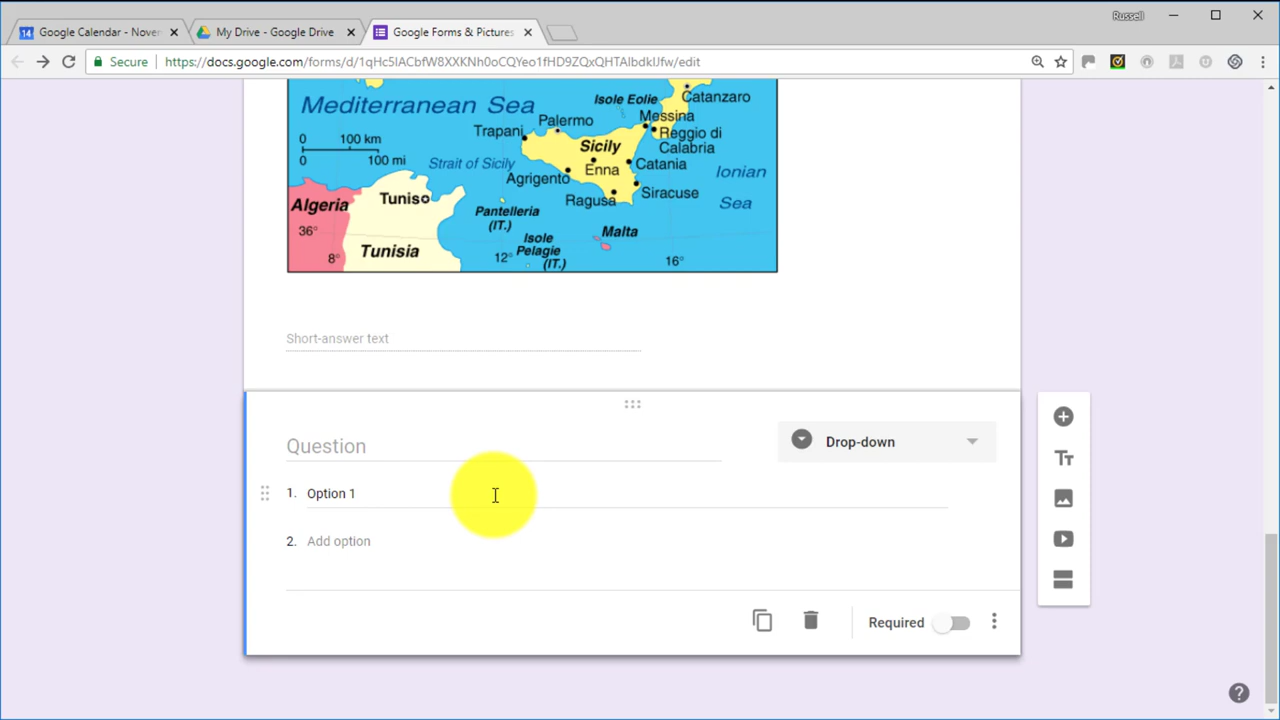 Russell
14 Google Calendar - Nove
My Drive - Google Drive
Google Forms & Pictures
Secure https://docs.google.com/forms/d/1qHc5lACbfW8XXKNh0oCQYeo1fHD9ZQxQHTAlbdkIJfw/edit
Mediterranean Sea
Isole Eolie
Catanzaro
Messina
Trapani
Palermo
Reggio di
Calabria
0 100 km
0 100 mi
Strait of Sicily
Sicily
Enna
Catania
Ionian
Sea
Agrigento
Siracuse
Ragusa
Algeria
Tunis
Pantelleria
(IT.)
Malta
36°
Isole
Pelagie
(IT.)
Tunisia
8°
12°
16°
Short-answer text
Question
Drop-down
1. Option 1
2. Add option
Required